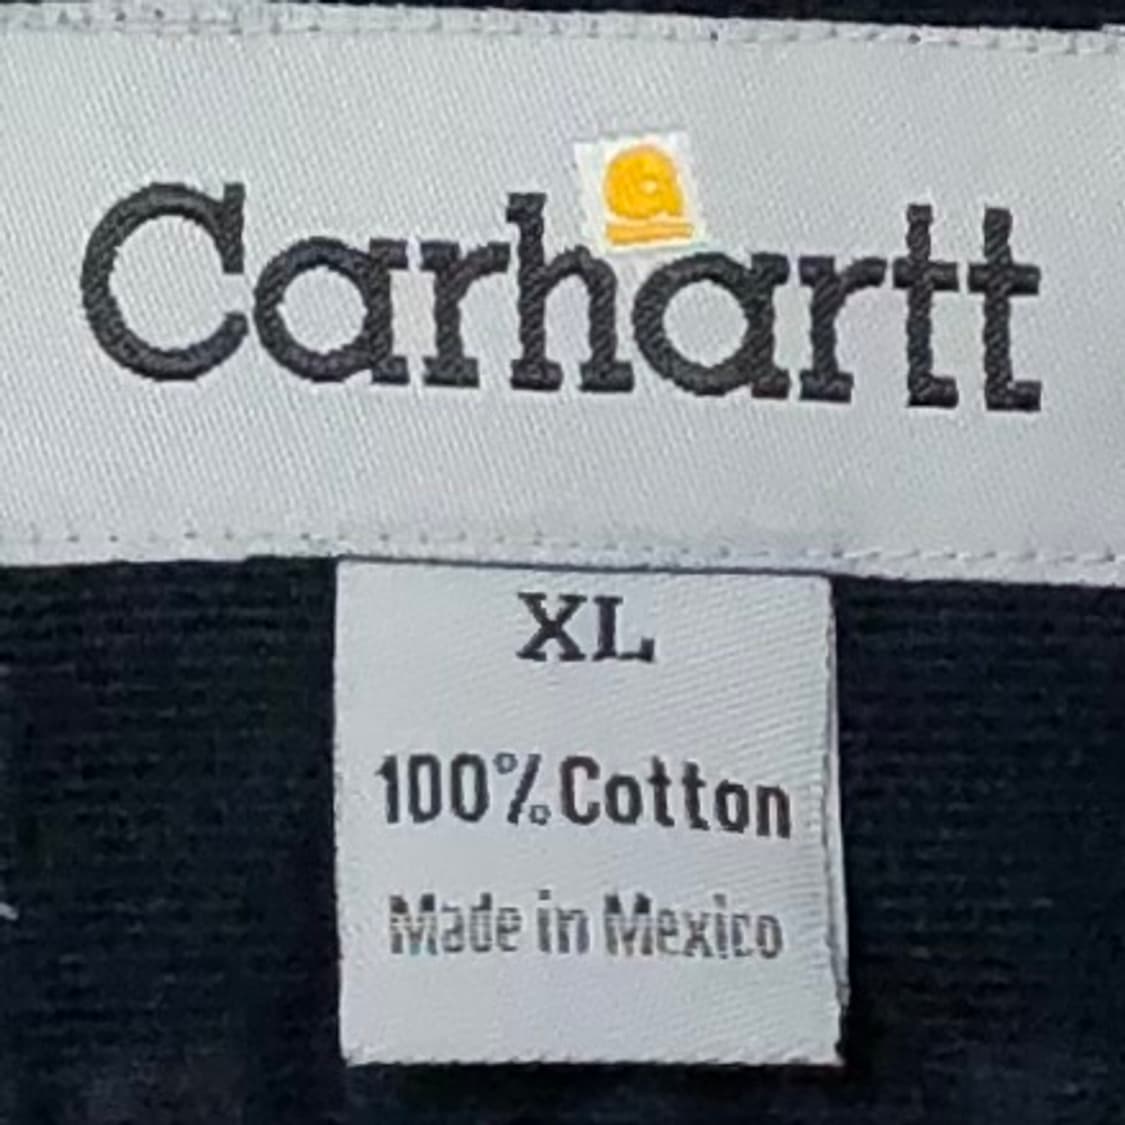 Carhartt
XL
100% Cotton
Made in Mexico